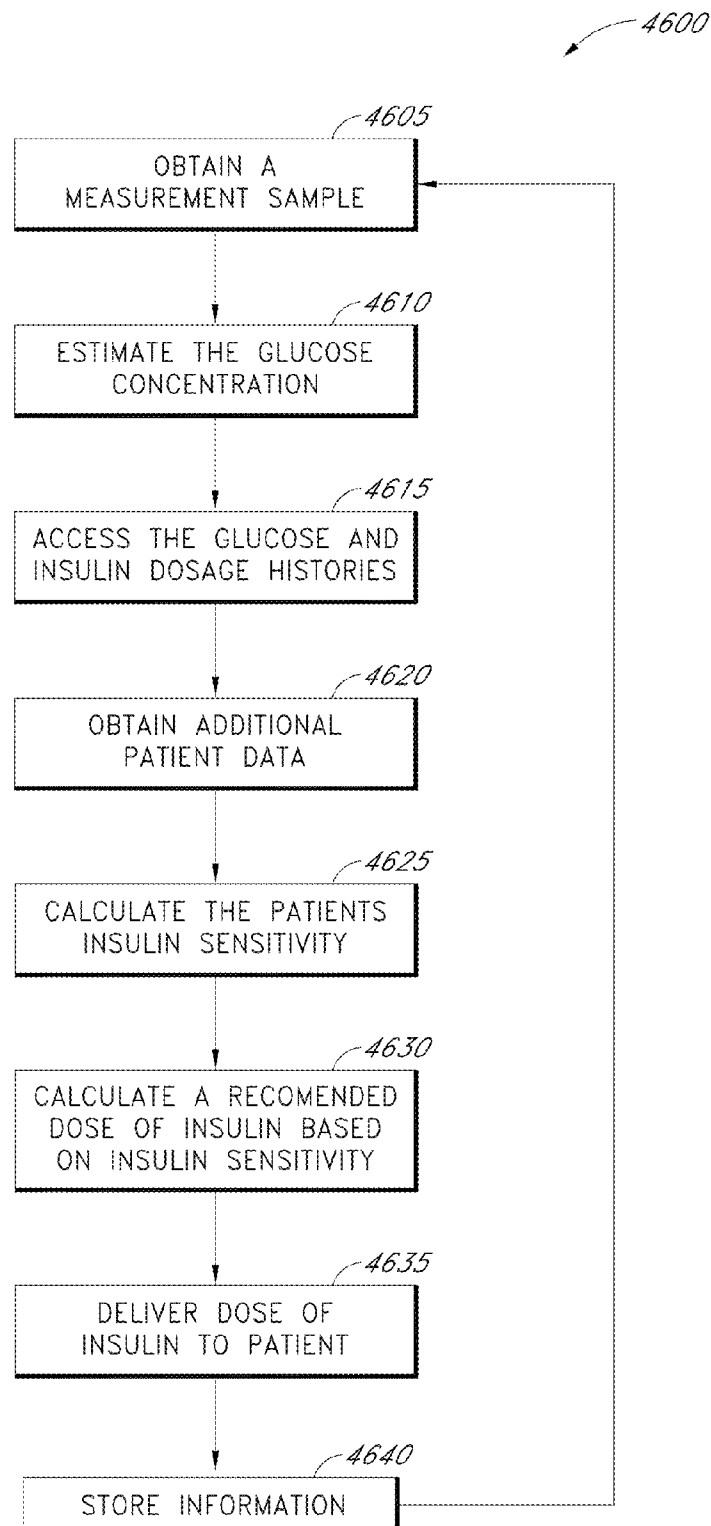 4600
4605
OBTAIN A
MEASUREMENT SAMPLE
4610
ESTIMATE THE GLUCOSE
CONCENTRATION
4615
ACCESS THE GLUCOSE AND
INSULIN DOSAGE HISTORIES
4620
OBTAIN ADDITIONAL
PATIENT DATA
4625
CALCULATE THE PATIENTS
INSULIN SENSITIVITY
4630
CALCULATE A RECOMENDED
DOSE OF INSULIN BASED
ON INSULIN SENSITIVITY
4635
DELIVER DOSE OF
INSULIN TO PATIENT
4640
STORE INFORMATION